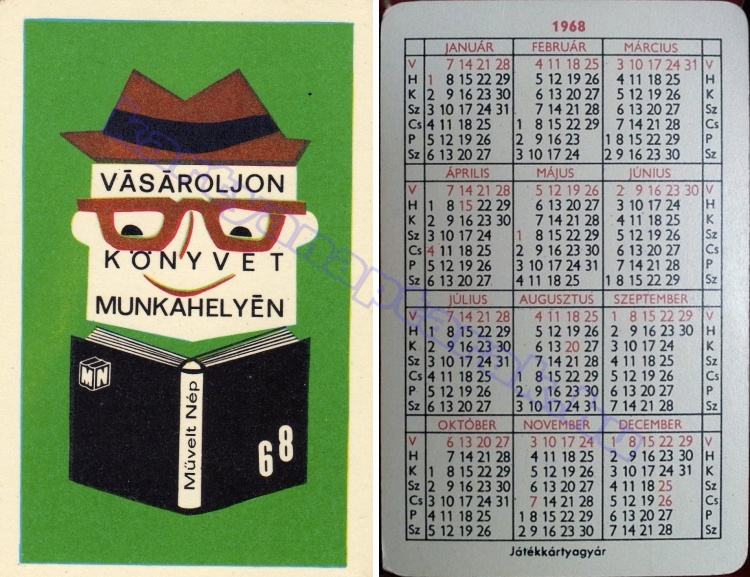 VÁSÁROLJON
KÖNYVET
MUNKAHELYÉN
MN
Művelt Nép
68
kartyanaptarak.hu
1968
JANUÁR FEBRUÁR MÁRCIUS
V 7 14 21 28 4 11 18 25 3 10 17 24 31 V
H 1 8 15 22 29 5 12 19 26 4 11 18 25 H
K 2 9 16 23 30 6 13 20 27 5 12 19 26 K
Sz 3 10 17 24 31 7 14 21 28 6 13 20 27 Sz
Cs 4 11 18 25 1 8 15 22 29 7 14 21 28 Cs
P 5 12 19 26 2 9 16 23 1 8 15 22 29 P
Sz 6 13 20 27 3 10 17 24 2 9 16 23 30 Sz
ÁPRILIS MÁJUS JÚNIUS
V 7 14 21 28 5 12 19 26 2 9 16 23 30 V
H 1 8 15 22 29 6 13 20 27 3 10 17 24 H
K 2 9 16 23 30 7 14 21 28 4 11 18 25 K
Sz 3 10 17 24 1 8 15 22 29 5 12 19 26 Sz
Cs 4 11 18 25 2 9 16 23 30 6 13 20 27 Cs
P 5 12 19 26 3 10 17 24 31 7 14 21 28 P
Sz 6 13 20 27 4 11 18 25 1 8 15 22 29 Sz
JÚLIUS AUGUSZTUS SZEPTEMBER
V 7 14 21 28 4 11 18 25 1 8 15 22 29 V
H 1 8 15 22 29 5 12 19 26 2 9 16 23 30 H
K 2 9 16 23 30 6 13 20 27 3 10 17 24 K
Sz 3 10 17 24 31 7 14 21 28 4 11 18 25 Sz
Cs 4 11 18 25 1 8 15 22 29 5 12 19 26 Cs
P 5 12 19 26 2 9 16 23 30 6 13 20 27 P
Sz 6 13 20 27 3 10 17 24 31 7 14 21 28 Sz
OKTÓBER NOVEMBER DECEMBER
V 6 13 20 27 3 10 17 24 1 8 15 22 29 V
H 7 14 21 28 4 11 18 25 2 9 16 23 30 H
K 1 8 15 22 29 5 12 19 26 3 10 17 24 31 K
Sz 2 9 16 23 30 6 13 20 27 4 11 18 25 Sz
Cs 3 10 17 24 31 7 14 21 28 5 12 19 26 Cs
P 4 11 18 25 1 8 15 22 29 6 13 20 27 P
Sz 5 12 19 26 2 9 16 23 30 7 14 21 28 Sz
Játékkártyagyár